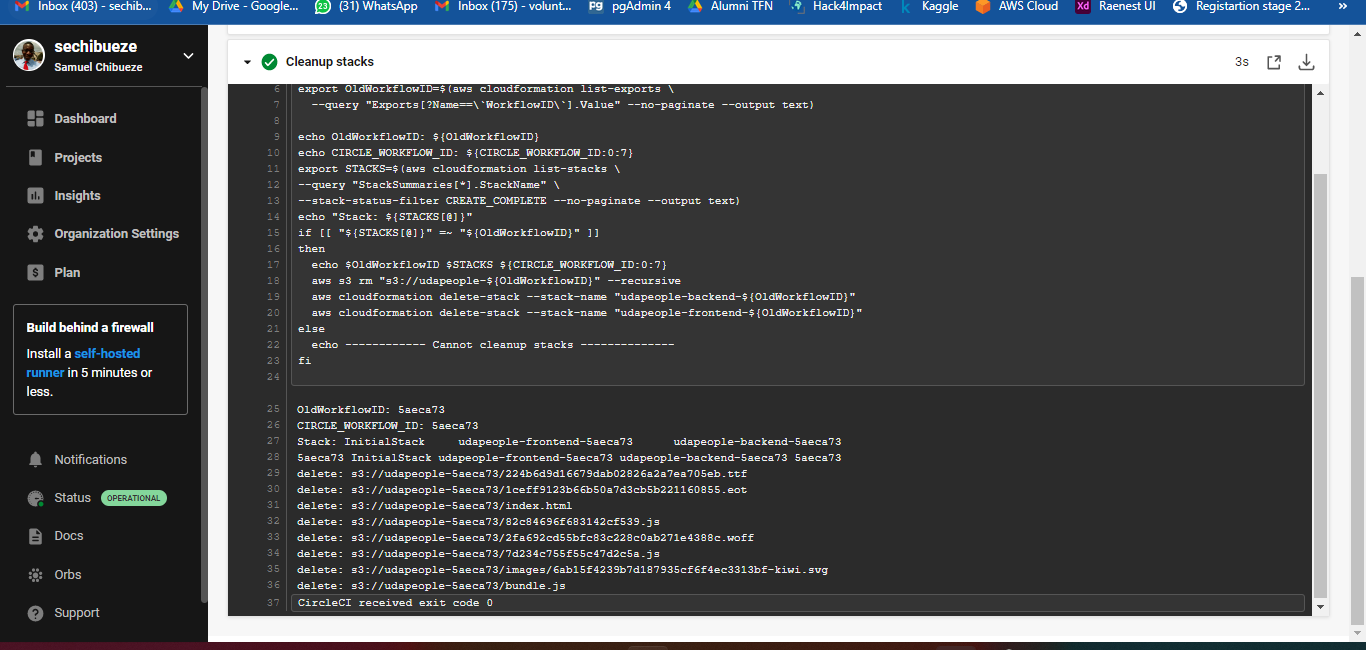 Inbox (403) - sechib...
My Drive - Google...
(31) WhatsApp
Inbox (175) - volunt...
pgAdmin 4
Alumni TFN
Hack4Impact
Kaggle
AWS Cloud
Raenest UI
Registartion stage 2...
»
sechibueze
Samuel Chibueze
Dashboard
Projects
Insights
Organization Settings
Plan
Build behind a firewall
Install a self-hosted
runner in 5 minutes or
less.
Notifications
Status OPERATIONAL
Docs
Orbs
Support
Cleanup stacks 3s
6 export OldWorkflowID=$(aws cloudformation list-exports \
7 --query "Exports[?Name==\`WorkflowID\`].Value" --no-paginate --output text)
8
9 echo OldWorkflowID: ${OldWorkflowID}
10 echo CIRCLE_WORKFLOW_ID: ${CIRCLE_WORKFLOW_ID:0:7}
11 export STACKS=$(aws cloudformation list-stacks \
12 --query "StackSummaries[*].StackName" \
13 --stack-status-filter CREATE_COMPLETE --no-paginate --output text)
14 echo "Stack: ${STACKS[@]}"
15 if [[ "${STACKS[@]}" =~ "${OldWorkflowID}" ]]
16 then
17 echo $OldWorkflowID $STACKS ${CIRCLE_WORKFLOW_ID:0:7}
18 aws s3 rm "s3://udapeople-${OldWorkflowID}" --recursive
19 aws cloudformation delete-stack --stack-name "udapeople-backend-${OldWorkflowID}"
20 aws cloudformation delete-stack --stack-name "udapeople-frontend-${OldWorkflowID}"
21 else
22 echo ------------ Cannot cleanup stacks --------------
23 fi
24
25 OldWorkflowID: 5aeca73
26 CIRCLE_WORKFLOW_ID: 5aeca73
27 Stack: InitialStack udapeople-frontend-5aeca73 udapeople-backend-5aeca73
28 5aeca73 InitialStack udapeople-frontend-5aeca73 udapeople-backend-5aeca73 5aeca73
29 delete: s3://udapeople-5aeca73/224b6d9d16679dab02826a2a7ea705eb.ttf
30 delete: s3://udapeople-5aeca73/1ceff9123b66b50a7d3cb5b221160855.eot
31 delete: s3://udapeople-5aeca73/index.html
32 delete: s3://udapeople-5aeca73/82c84696f683142cf539.js
33 delete: s3://udapeople-5aeca73/2fa692cd55bfc83c228c0ab271e4388c.woff
34 delete: s3://udapeople-5aeca73/7d234c755f55c47d2c5a.js
35 delete: s3://udapeople-5aeca73/images/6ab15f4239b7d187935cf6f4ec3313bf-kiwi.svg
36 delete: s3://udapeople-5aeca73/bundle.js
37 CircleCI received exit code 0